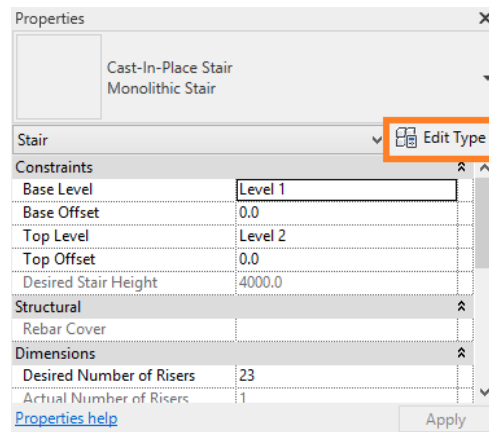 Properties
Cast-In-Place Stair
Monolithic Stair
Stair Edit Type
Constraints
Base Level Level 1
Base Offset 0.0
Top Level Level 2
Top Offset 0.0
Desired Stair Height 4000.0
Structural
Rebar Cover
Dimensions
Desired Number of Risers 23
Actual Number of Risers 1
Properties help Apply